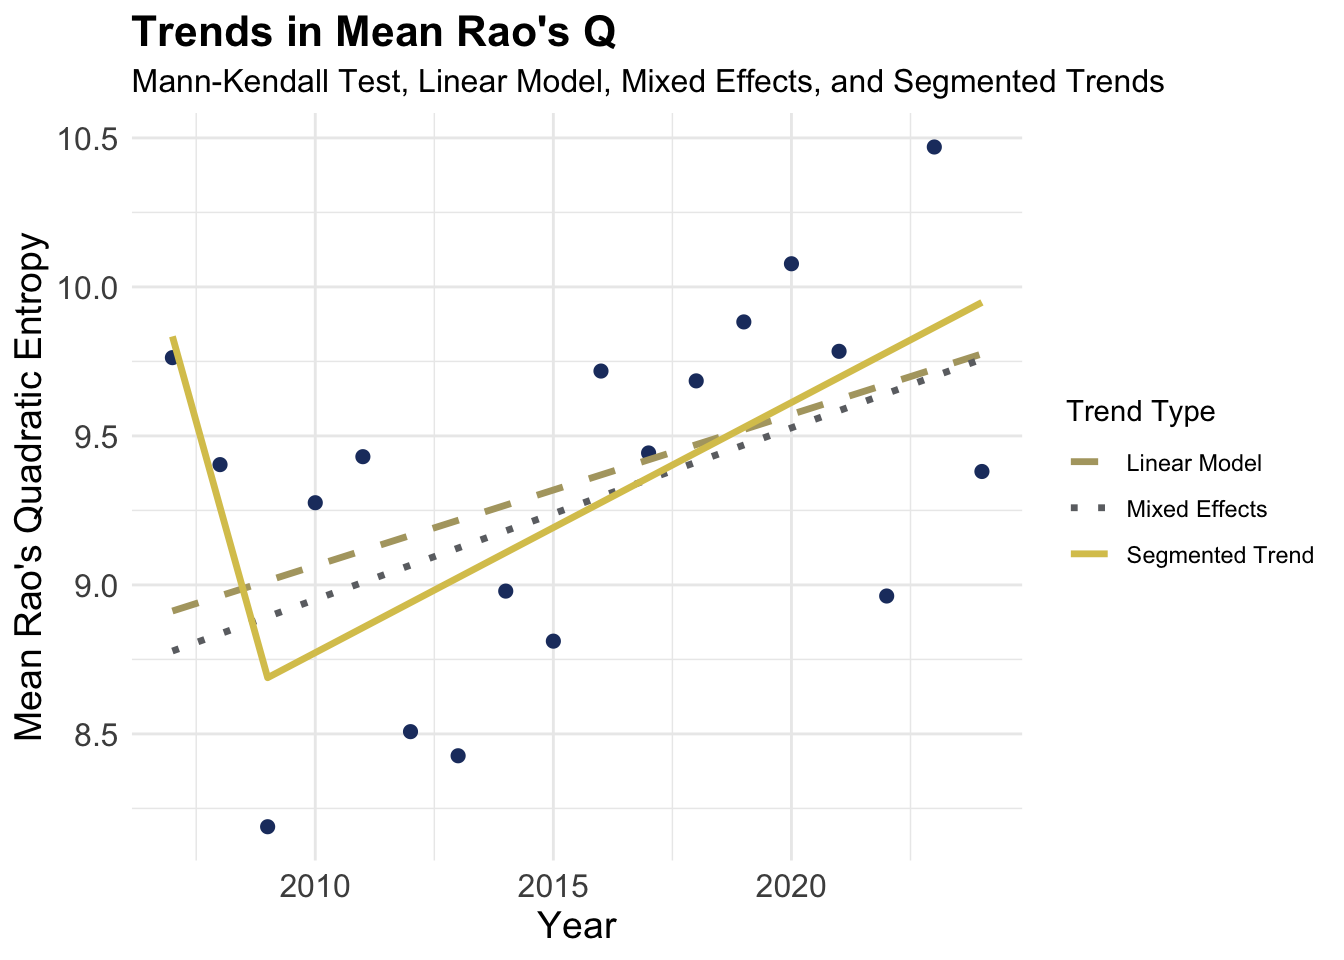 Trends in Mean Rao's Q
Mann-Kendall Test, Linear Model, Mixed Effects, and Segmented Trends
10.5
10.0
9.5
9.0
8.5
Mean Rao's Quadratic Entropy
2010
2015
2020
Year
Trend Type
Linear Model
Mixed Effects
Segmented Trend